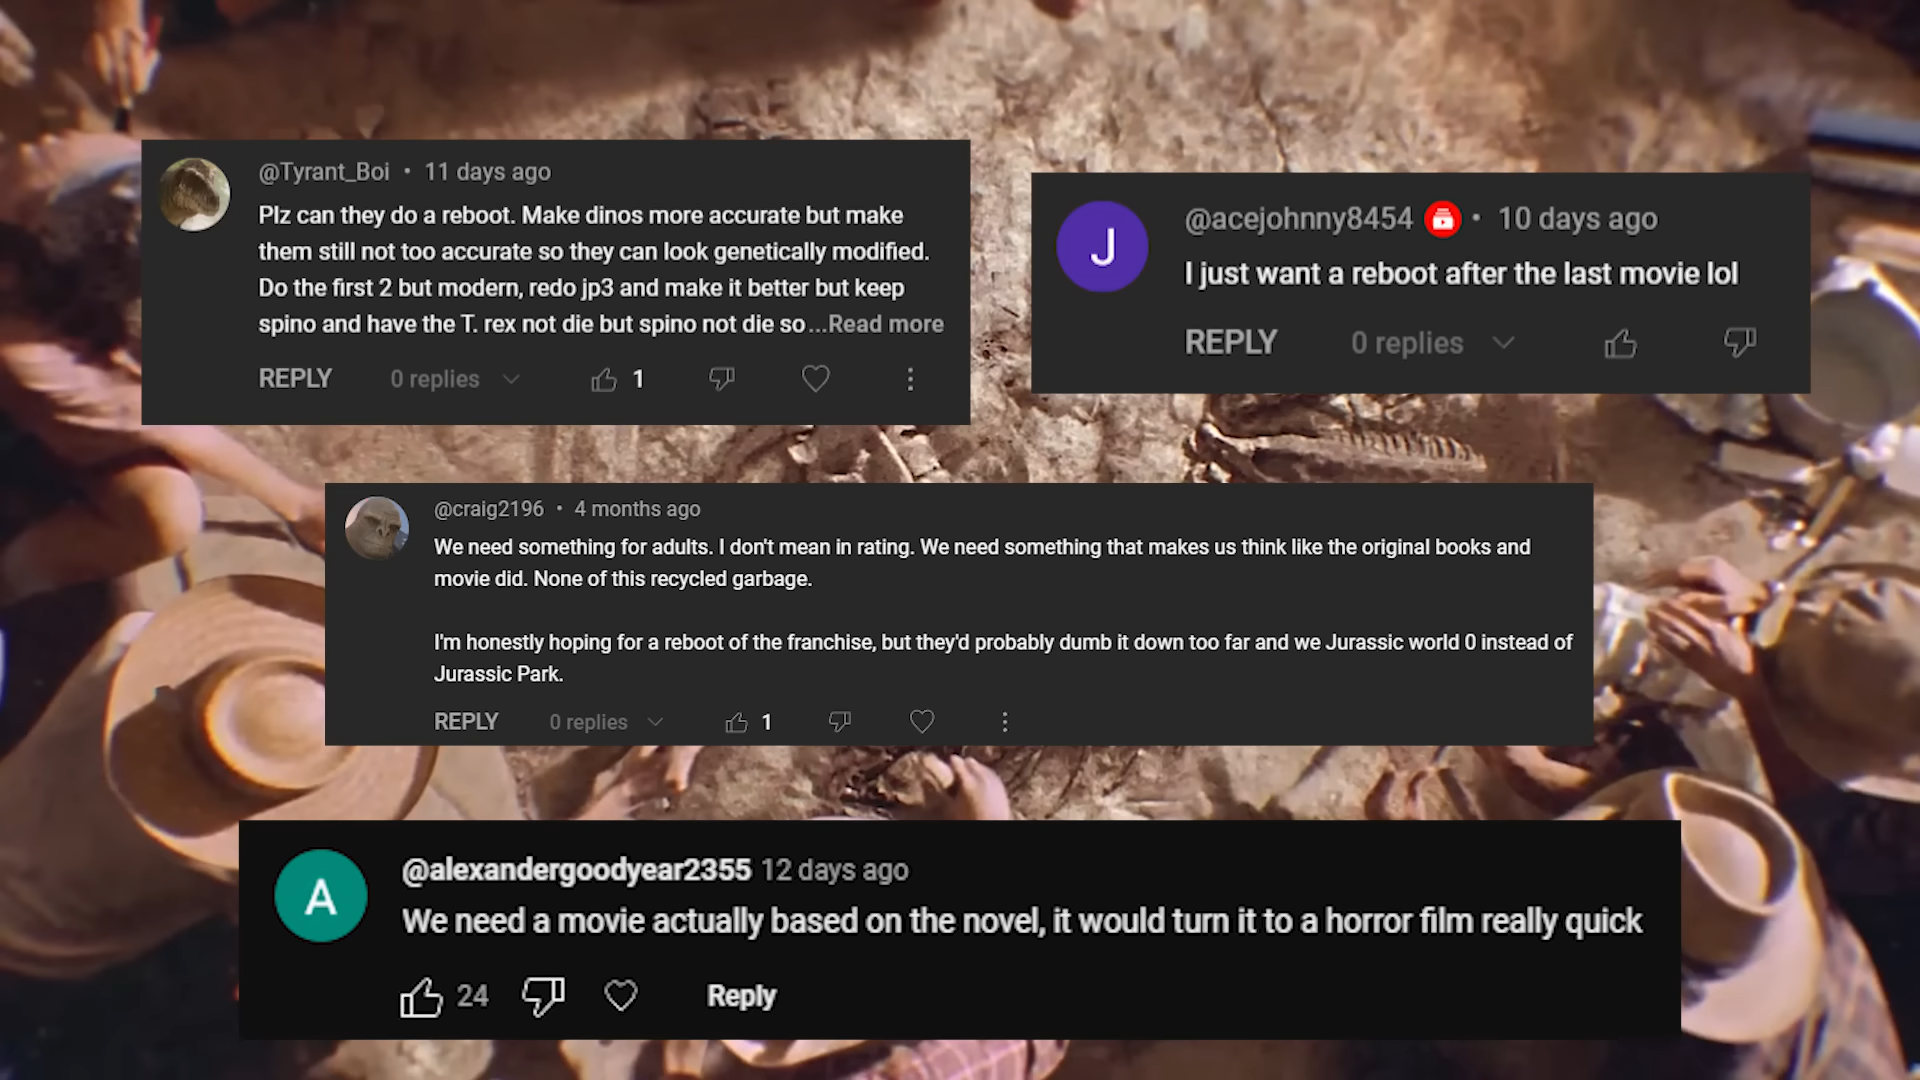 @Tyrant_Boi • 11 days ago
Plz can they do a reboot. Make dinos more accurate but make
them still not too accurate so they can look genetically modified.
Do the first 2 but modern, redo jp3 and make it better but keep
spino and have the T. rex not die but spino not die so ...Read more
REPLY 0 replies 1
J
@acejohnny8454 • 10 days ago
I just want a reboot after the last movie lol
REPLY 0 replies
@craig2196 • 4 months ago
We need something for adults. I don't mean in rating. We need something that makes us think like the original books and
movie did. None of this recycled garbage.
I'm honestly hoping for a reboot of the franchise, but they'd probably dumb it down too far and we Jurassic world 0 instead of
Jurassic Park.
REPLY 0 replies 1
A
@alexandergoodyear2355 12 days ago
We need a movie actually based on the novel, it would turn it to a horror film really quick
24 Reply